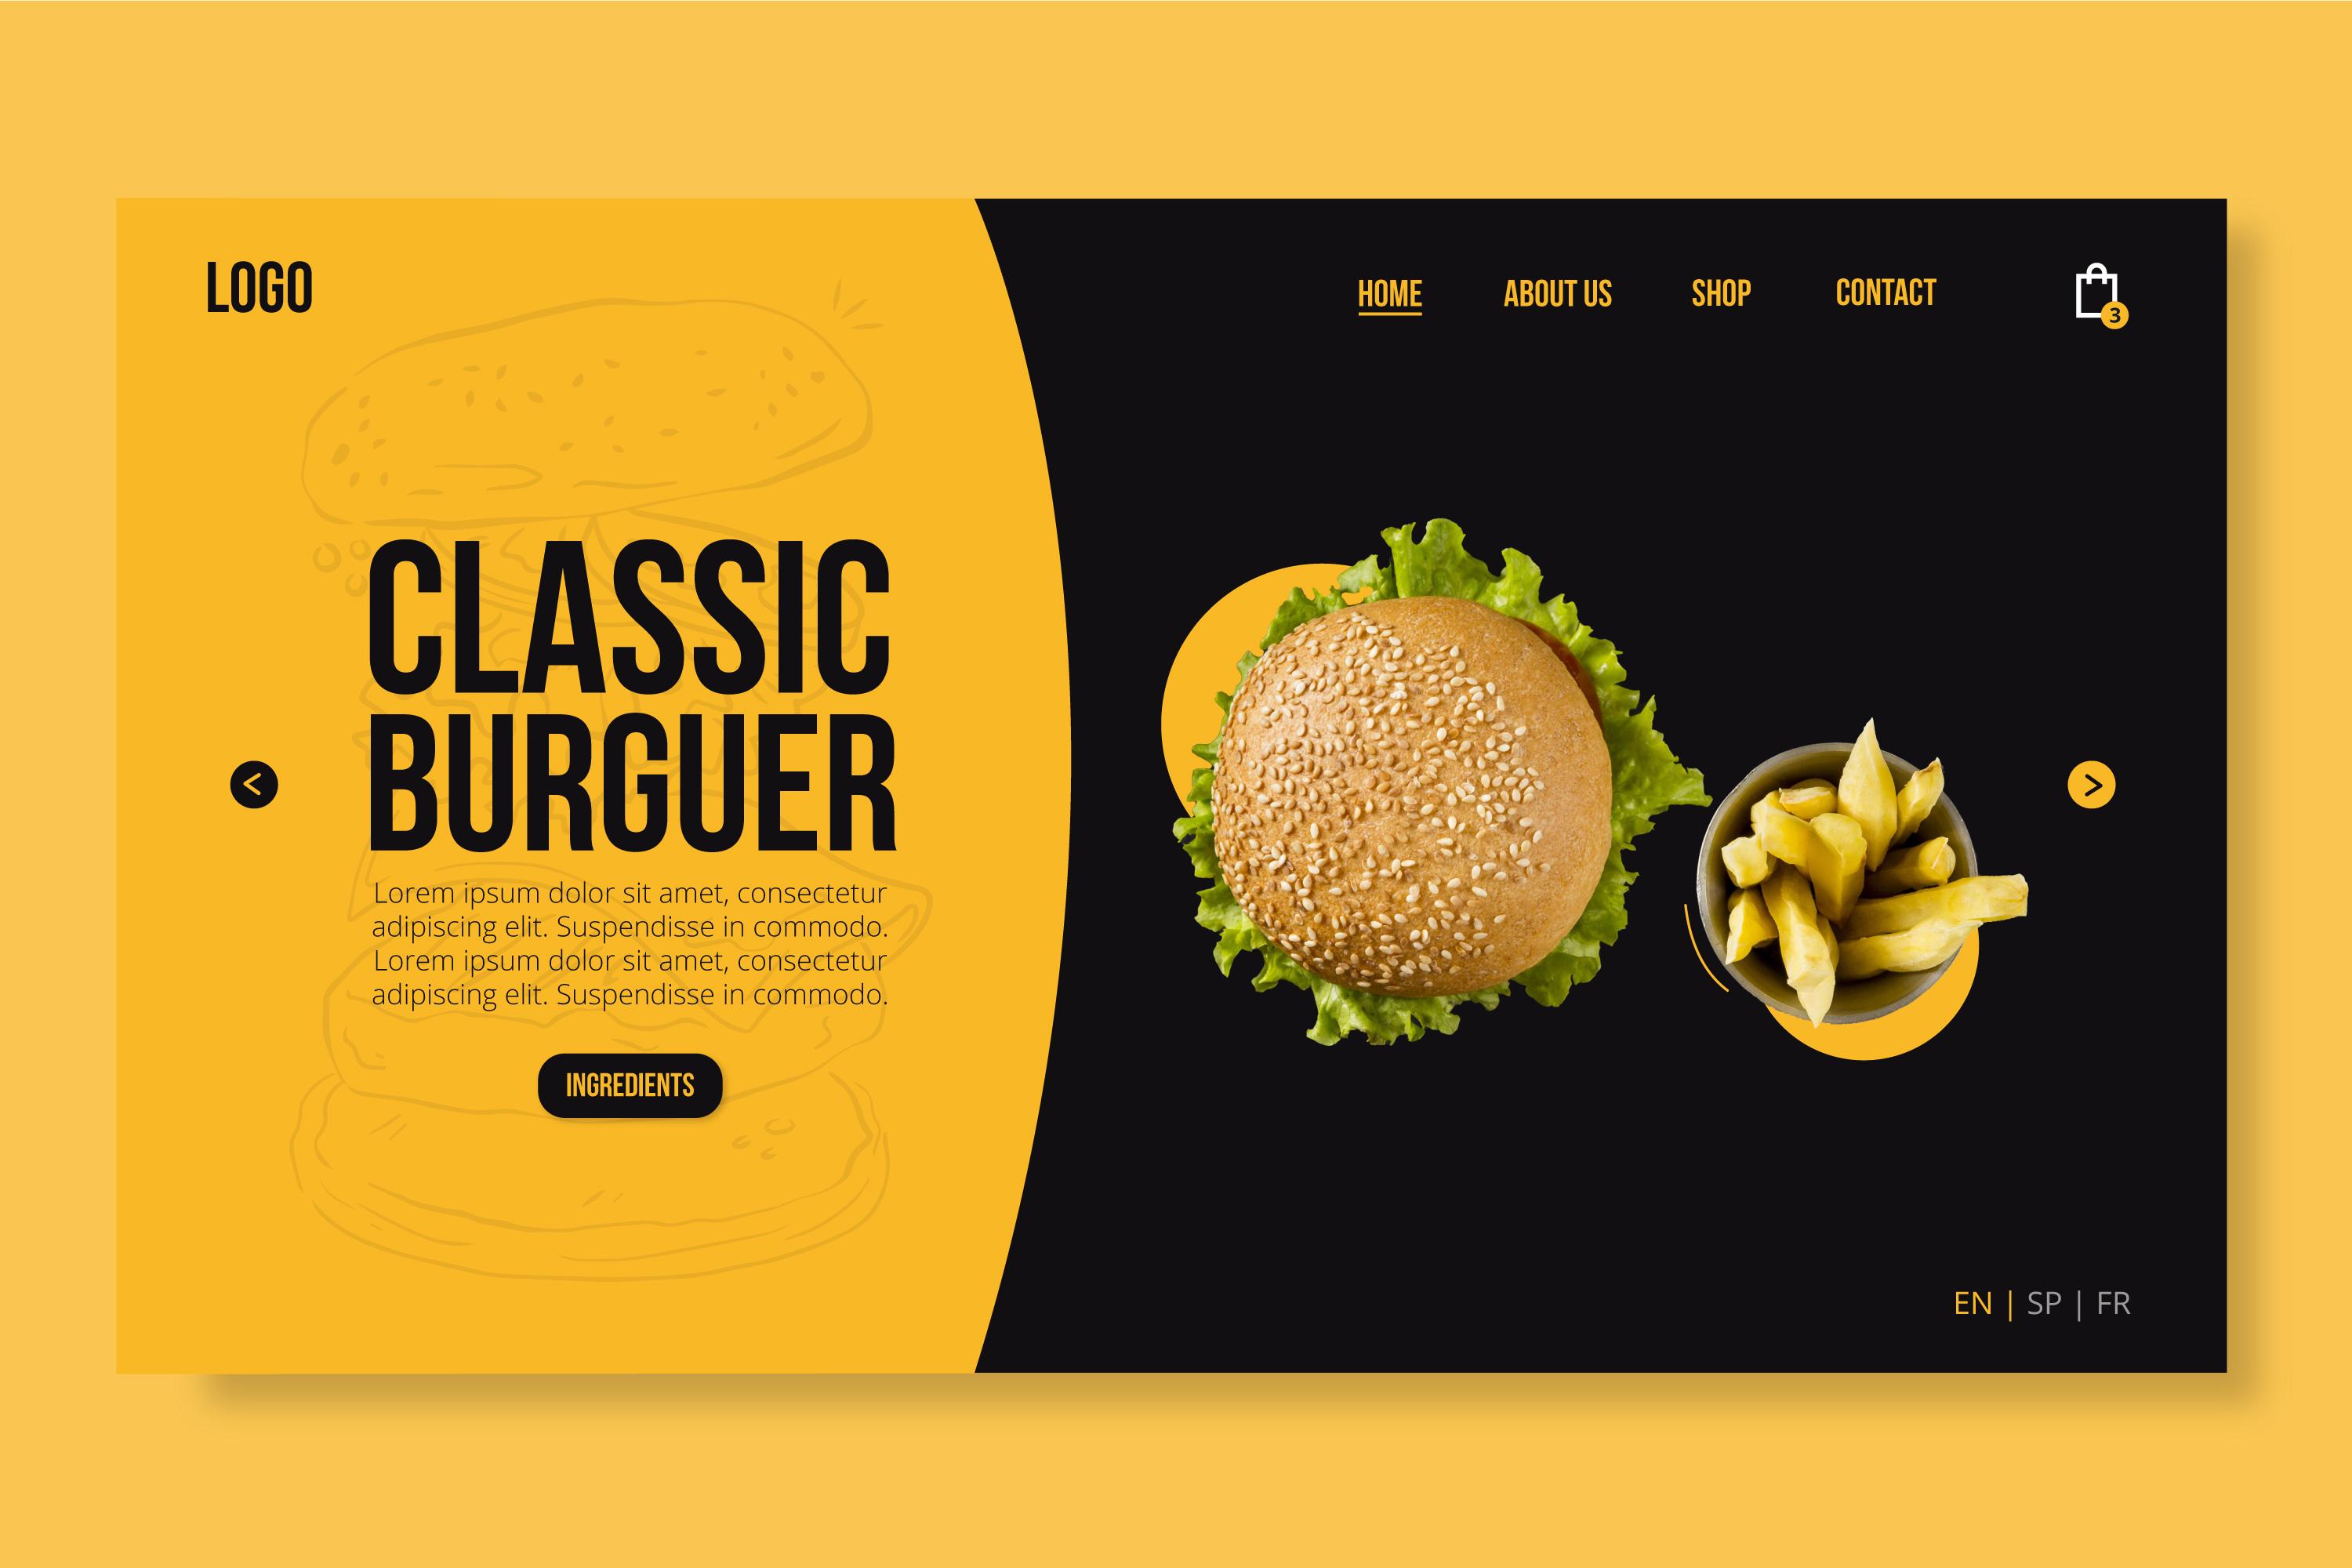 LOGO
HOME
ABOUT US
SHOP
CONTACT
3
CLASSIC
BURGUER
<
>
Lorem ipsum dolor sit amet, consectetur
adipiscing elit. Suspendisse in commodo.
Lorem ipsum dolor sit amet, consectetur
adipiscing elit. Suspendisse in commodo.
INGREDIENTS
EN | SP | FR